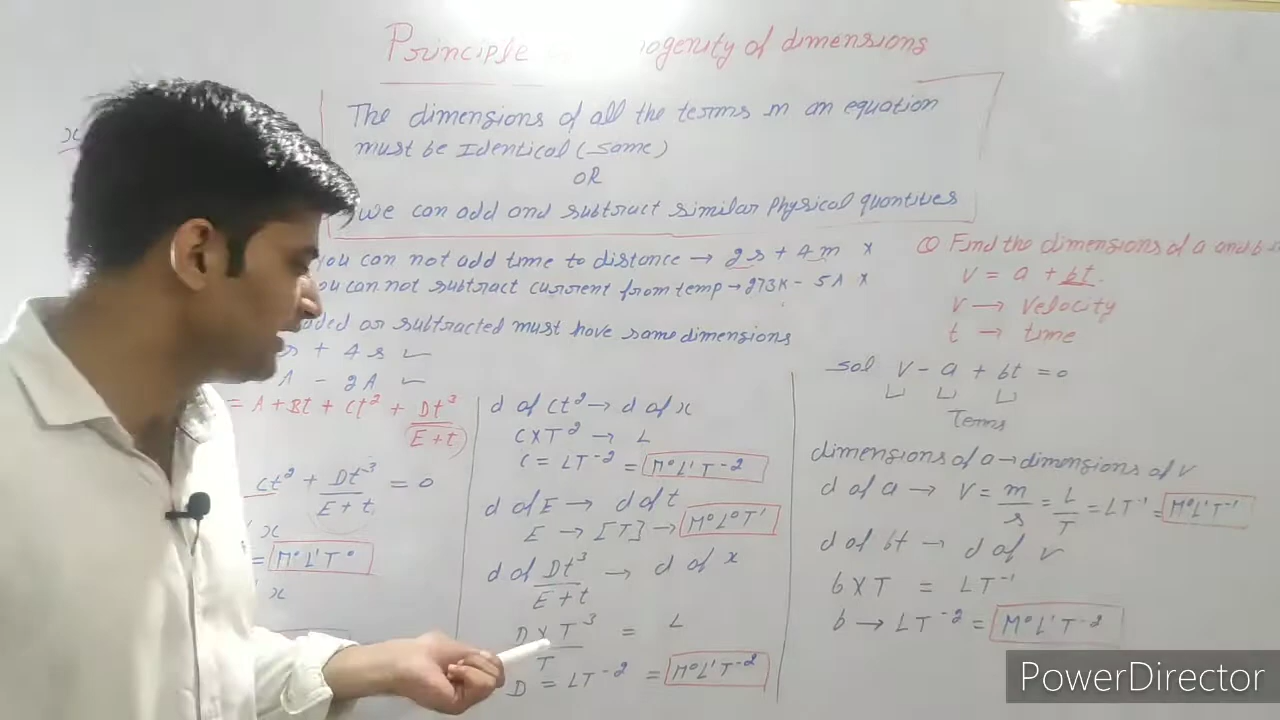 Principle ogenity of dimensions
The dimensions of all the terms in an equation
must be Identical (same)
OR
we can add and subtract similar physical quantities
you can not add time to distance → 2s + 4m ×
you can not subtract current from temp → 273K - 5A ×
added or subtracted must have same dimensions
s + 4s ✓
A - 2A ✓
= A + Bt + Ct² + Dt³/(E+t)
Ct² + Dt³/(E+t) = 0
x
= M⁰L¹T⁰
x
d of Ct² → d of x
C×T² → L
C = LT⁻² = M⁰L¹T⁻²
d of E → d of t
E → [T] → M⁰L⁰T¹
d of Dt³/(E+t) → d of x
D×T³/T = L
D = LT⁻² = M⁰L¹T⁻²
Q Find the dimensions of a and b
V = a + bt.
V → Velocity
t → time
sol V - a + bt = 0
Terms
dimensions of a → dimensions of V
d of a → V = m/s = L/T = LT⁻¹ = M⁰L¹T⁻¹
d of bt → d of V
b×T = LT⁻¹
b → LT⁻² = M⁰L¹T⁻²
PowerDirector